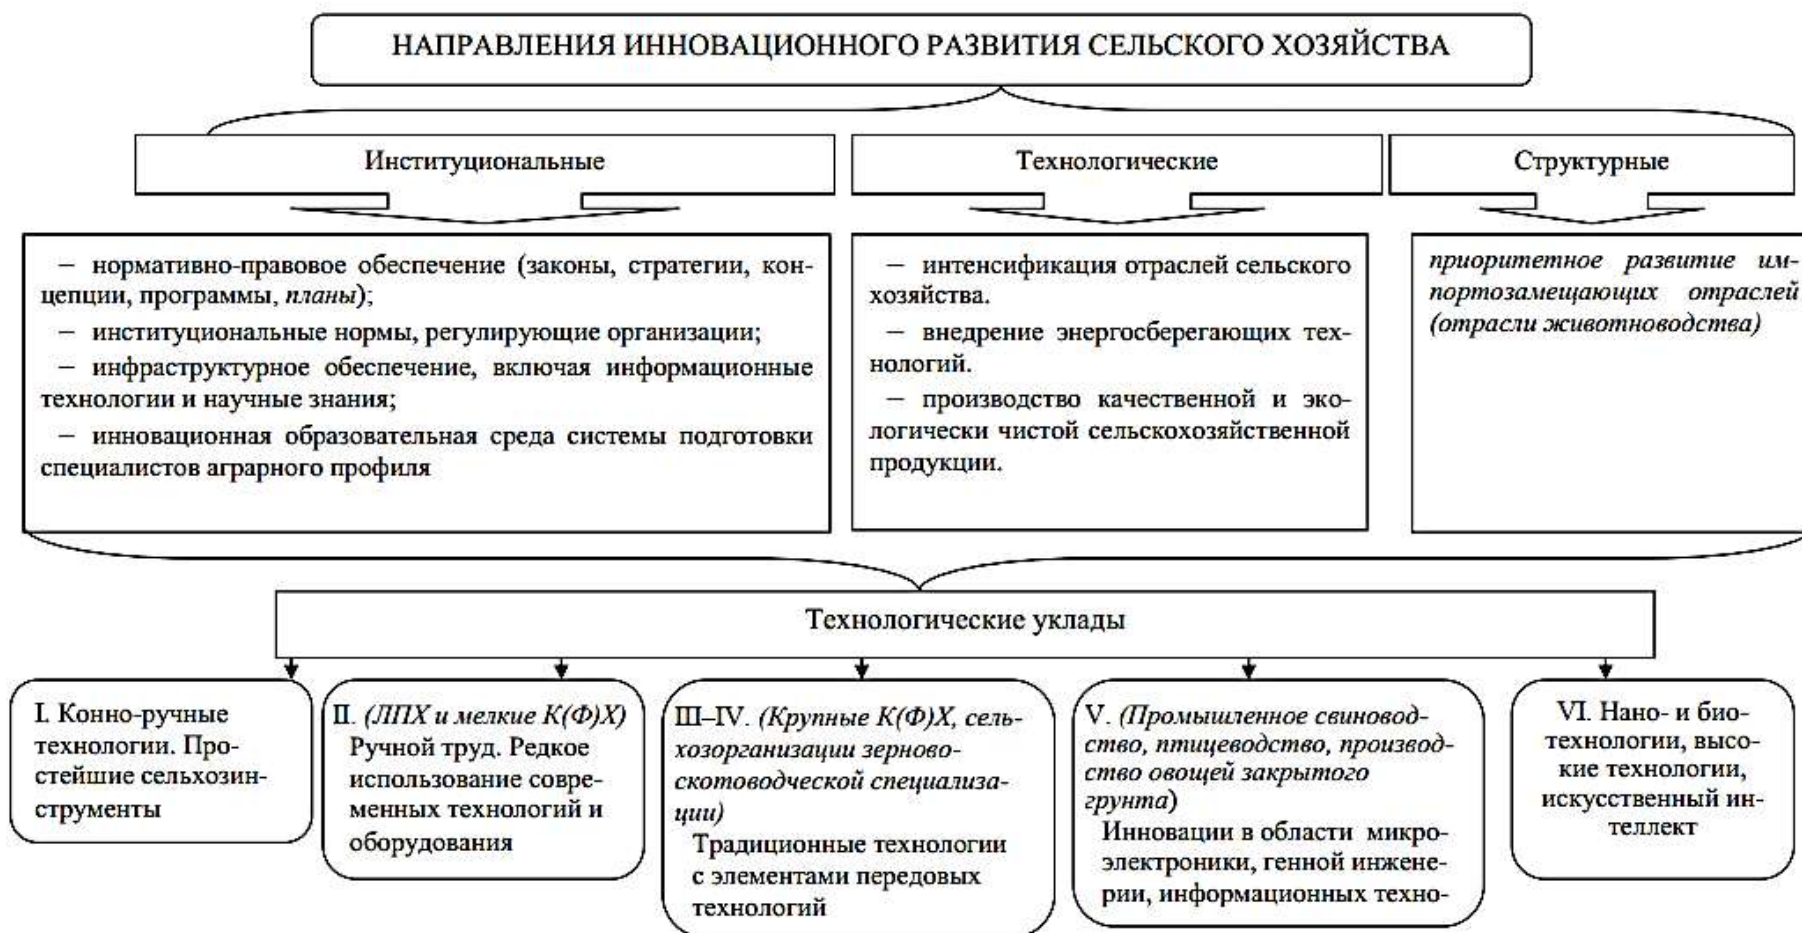 НАПРАВЛЕНИЯ ИННОВАЦИОННОГО РАЗВИТИЯ СЕЛЬСКОГО ХОЗЯЙСТВА
Институциональные
Технологические
Структурные
– нормативно-правовое обеспечение (законы, стратегии, кон-
цепции, программы, планы);
– институциональные нормы, регулирующие организации;
– инфраструктурное обеспечение, включая информационные
технологии и научные знания;
– инновационная образовательная среда системы подготовки
специалистов аграрного профиля
– интенсификация отраслей сельского
хозяйства.
– внедрение энергосберегающих тех-
нологий.
– производство качественной и эко-
логически чистой сельскохозяйственной
продукции.
приоритетное развитие им-
портозамещающих отраслей
(отрасли животноводства)
Технологические уклады
I. Конно-ручные
технологии. Про-
стейшие сельхозин-
струменты
II. (ЛПХ и мелкие К(Ф)Х)
Ручной труд. Редкое
использование совре-
менных технологий и
оборудования
III–IV. (Крупные К(Ф)Х, сель-
хозорганизации зерново-
скотоводческой специализа-
ции)
Традиционные технологии
с элементами передовых
технологий
V. (Промышленное свиновод-
ство, птицеводство, производ-
ство овощей закрытого
грунта)
Инновации в области микро-
электроники, генной инжене-
рии, информационных техно-
VI. Нано- и био-
технологии, высо-
кие технологии,
искусственный ин-
теллект